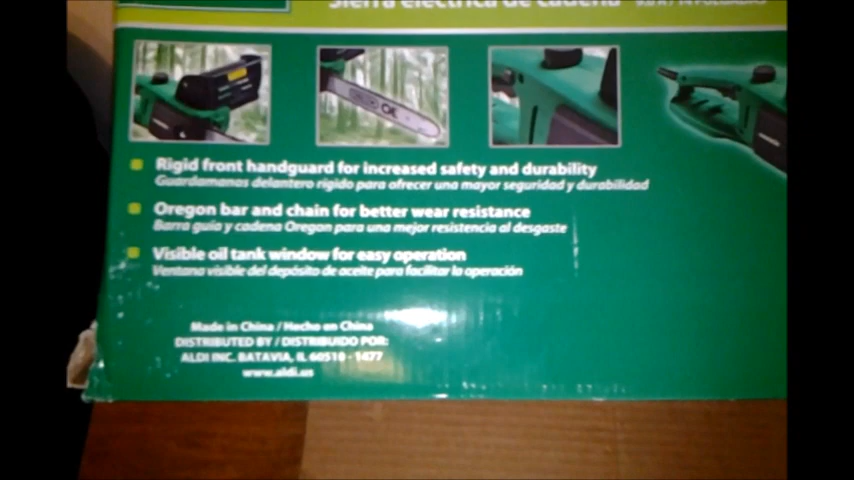 Sierra eléctrica de cadena
Rigid front handguard for increased safety and durability
Guardamanos delantero rígido para ofrecer una mayor seguridad y durabilidad
Oregon bar and chain for better wear resistance
Barra guía y cadena Oregon para una mejor resistencia al desgaste
Visible oil tank window for easy operation
Ventana visible del depósito de aceite para facilitar la operación
Made in China / Hecho en China
DISTRIBUTED BY / DISTRIBUIDO POR:
ALDI INC. BATAVIA, IL 60510 - 1477
www.aldi.us